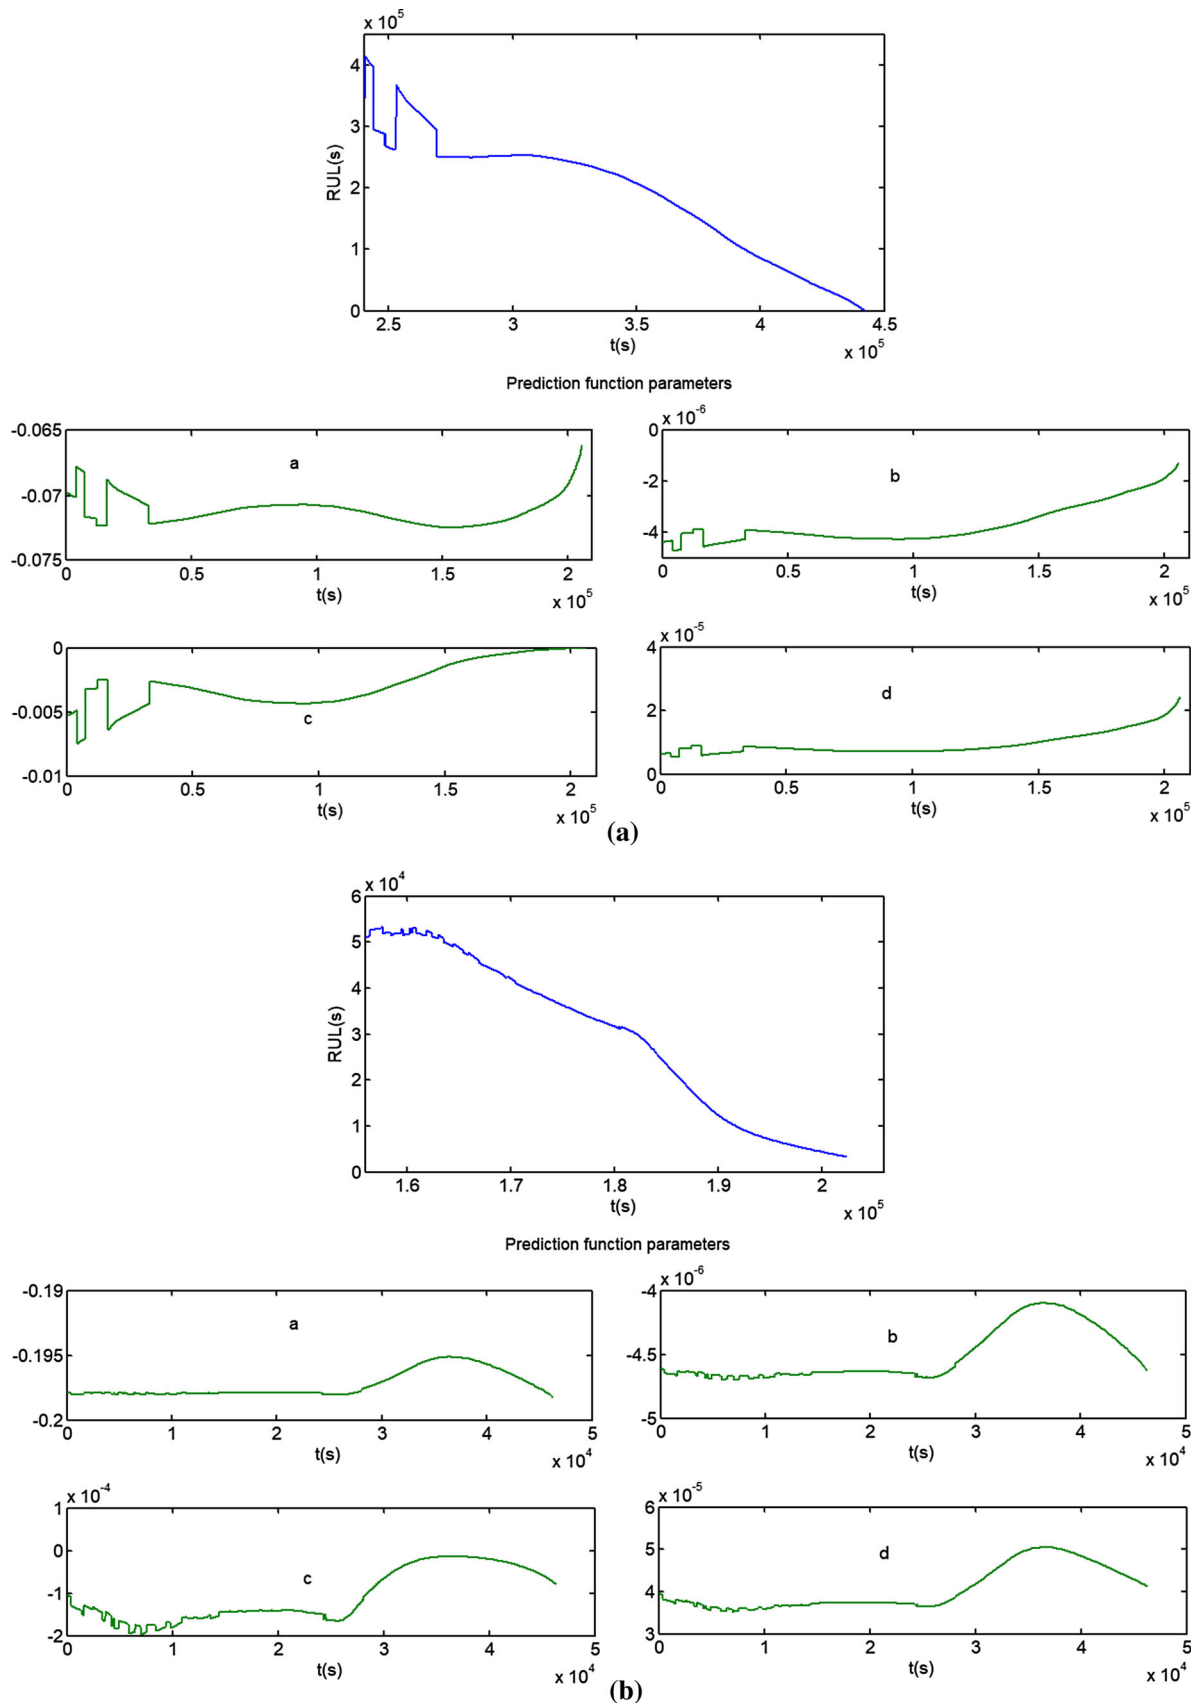 x 10^5
4
3
2
1
0
RUL(s)
2.5 3 3.5 4 4.5
t(s)
x 10^5
Prediction function parameters
-0.065
-0.07
-0.075
a
0 0.5 1 1.5 2
t(s)
x 10^5
x 10^-6
0
-2
-4
b
0 0.5 1 1.5 2
t(s)
x 10^5
0
-0.005
-0.01
c
0 0.5 1 1.5 2
t(s)
x 10^5
x 10^-5
4
2
0
d
0 0.5 1 1.5 2
t(s)
x 10^5
(a)
x 10^4
6
5
4
3
2
1
0
RUL(s)
1.6 1.7 1.8 1.9 2
t(s)
x 10^5
Prediction function parameters
-0.19
-0.195
-0.2
a
0 1 2 3 4 5
t(s)
x 10^4
x 10^-6
-4
-4.5
-5
b
0 1 2 3 4 5
t(s)
x 10^4
x 10^-4
1
0
-1
-2
c
0 1 2 3 4 5
t(s)
x 10^4
x 10^-5
6
5
4
3
d
0 1 2 3 4 5
t(s)
x 10^4
(b)